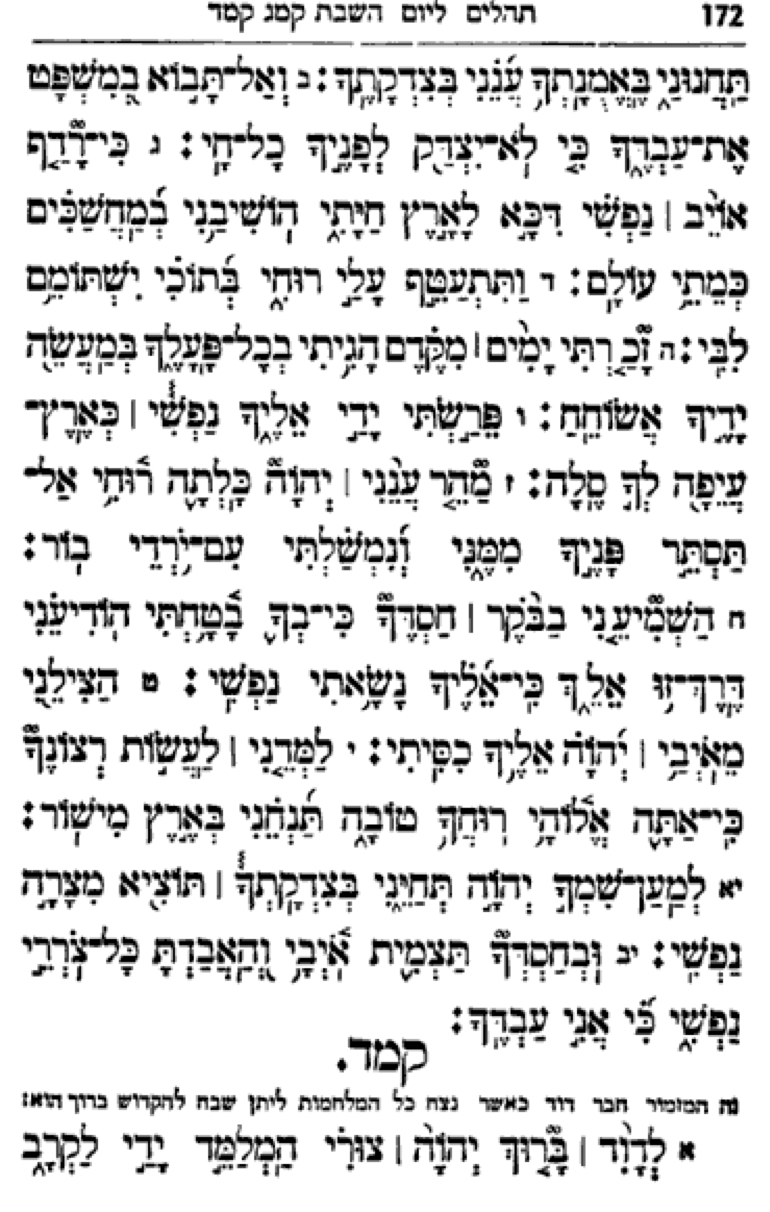 172 תהלים ליום השבת קמג קמד
תַּחֲנוּנַי בֶּאֱמֻנָתְךָ עֲנֵנִי בְּצִדְקָתֶךָ׃ ב וְאַל־תָּבוֹא בְמִשְׁפָּט
אֶת־עַבְדֶּךָ כִּי לֹא־יִצְדַּק לְפָנֶיךָ כָל־חָי׃ ג כִּי־רָדַף
אוֹיֵב ׀ נַפְשִׁי דִּכָּא לָאָרֶץ חַיָּתִי הוֹשִׁיבַנִי בְמַחֲשַׁכִּים
כְּמֵתֵי עוֹלָם׃ ד וַתִּתְעַטֵּף עָלַי רוּחִי בְּתוֹכִי יִשְׁתּוֹמֵם
לִבִּי׃ ה זָכַרְתִּי יָמִים ׀ מִקֶּדֶם הָגִיתִי בְכָל־פָּעֳלֶךָ בְּמַעֲשֵׂה
יָדֶיךָ אֲשׂוֹחֵחַ׃ ו פֵּרַשְׂתִּי יָדַי אֵלֶיךָ נַפְשִׁי ׀ כְּאֶרֶץ־
עֲיֵפָה לְךָ סֶלָה׃ ז מַהֵר עֲנֵנִי ׀ יְהוָה כָּלְתָה רוּחִי אַל־
תַּסְתֵּר פָּנֶיךָ מִמֶּנִּי וְנִמְשַׁלְתִּי עִם־יֹרְדֵי בוֹר׃
ח הַשְׁמִיעֵנִי בַבֹּקֶר ׀ חַסְדֶּךָ כִּי־בְךָ בָטָחְתִּי הוֹדִיעֵנִי
דֶּרֶךְ־זוּ אֵלֵךְ כִּי־אֵלֶיךָ נָשָׂאתִי נַפְשִׁי׃ ט הַצִּילֵנִי
מֵאֹיְבַי ׀ יְהוָה אֵלֶיךָ כִסִּיתִי׃ י לַמְּדֵנִי ׀ לַעֲשׂוֹת רְצוֹנֶךָ
כִּי־אַתָּה אֱלוֹהָי רוּחֲךָ טוֹבָה תַּנְחֵנִי בְּאֶרֶץ מִישׁוֹר׃
יא לְמַעַן־שִׁמְךָ יְהוָה תְּחַיֵּנִי בְּצִדְקָתְךָ ׀ תּוֹצִיא מִצָּרָה
נַפְשִׁי׃ יב וּבְחַסְדְּךָ תַּצְמִית אֹיְבָי וְהַאֲבַדְתָּ כָּל־צֹרְרֵי
נַפְשִׁי כִּי אֲנִי עַבְדֶּךָ׃
קמד.
זה המזמור חבר דוד כאשר נצח כל המלחמות ליתן שבח להקדוש ברוך הוא׃
א לְדָוִד ׀ בָּרוּךְ יְהוָה ׀ צוּרִי הַמְלַמֵּד יָדַי לַקְרָב